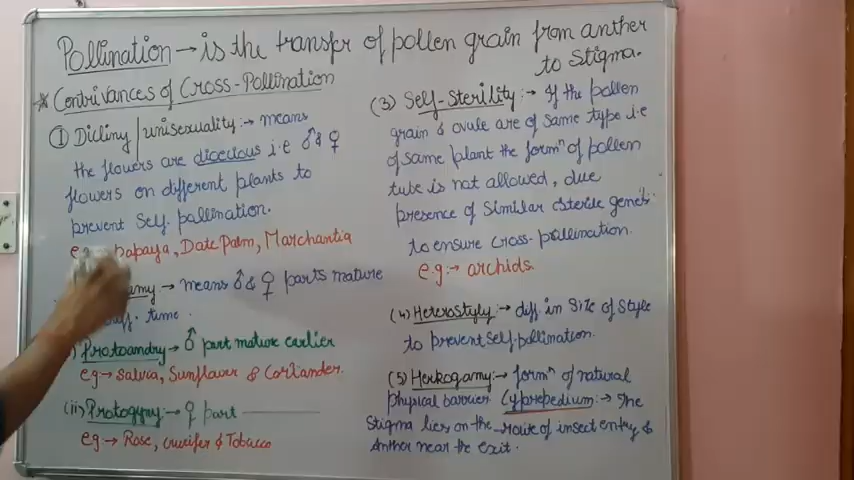 Pollination → is the transfer of pollen grain from anther
to Stigma.
* Contrivances of Cross-Pollination
① Dicliny/unisexuality:→ means
the flowers are dioecious i.e ♂ & ♀
flowers on different plants to
prevent Self-pollination.
e.g papaya, Date Palm, Marchantia
amy → means ♂ & ♀ parts mature
diff. time.
Protoandry → ♂ part mature earlier
eg → Salvia, Sunflower & Coriander.
(ii) Protogyny → ♀ part
eg → Rose, crucifer & Tobacco
(3) Self-Sterility:→ If the pollen
grain & ovule are of same type i.e
of same plant the formⁿ of pollen
tube is not allowed, due
presence of Similar sterile genes
to ensure cross-pollination.
e.g:→ orchids.
(4) Heterostyly:→ diff. in Size of Style
to prevent self-pollination.
(5) Herkogamy:→ formⁿ of natural
physical barrier Cyprepedium:→ The
Stigma lies on the route of insect entry &
Anther near the exit.